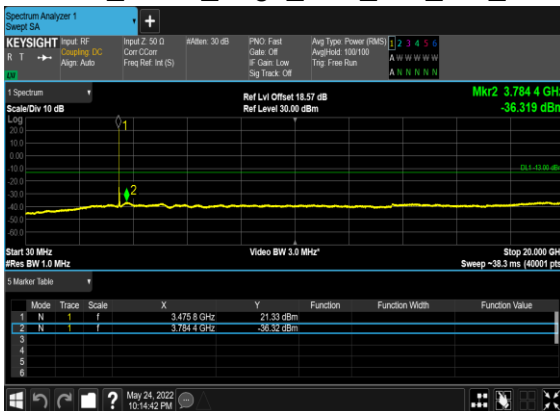 Spectrum Analyzer 1
Swept SA
KEYSIGHT Input: RF Input Z: 50 Ω #Atten: 30 dB PNO: Fast Avg Type: Power (RMS) 1 2 3 4 5 6
R T Coupling: DC Corr CCorr Gate: Off Avg|Hold: 100/100 A W W W W W
Align: Auto Freq Ref: Int (S) IF Gain: Low Trig: Free Run
Sig Track: Off A N N N N N
1 Spectrum
Ref Lvl Offset 18.57 dB Mkr2 3.784 4 GHz
Scale/Div 10 dB Ref Level 30.00 dBm -36.319 dBm
Log
1
20.0
10.0
0.00
-10.0
DL1 -13.00 dBm
-20.0
2
-30.0
-40.0
-50.0
-60.0
Start 30 MHz Video BW 3.0 MHz* Stop 20.000 GHz
#Res BW 1.0 MHz Sweep ~38.3 ms (40001 pts)
5 Marker Table
Mode Trace Scale X Y Function Function Width Function Value
1 N 1 f 3.475 8 GHz 21.33 dBm
2 N 1 f 3.784 4 GHz -36.32 dBm
3
4
5
6
? May 24, 2022
10:14:42 PM